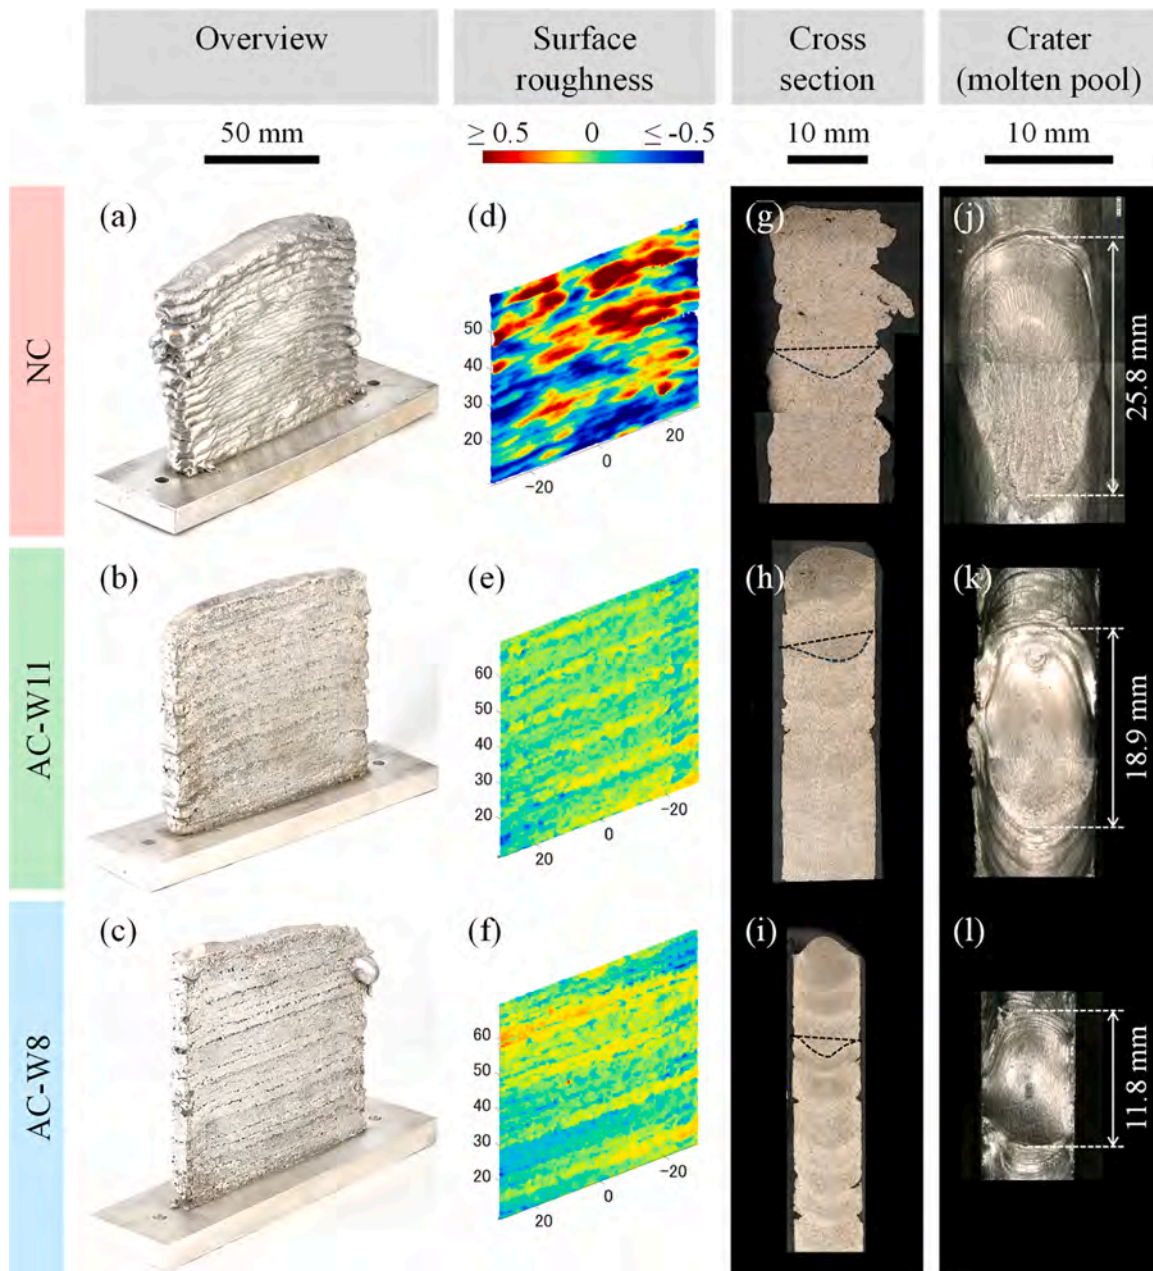 Overview
Surface
roughness
Cross
section
Crater
(molten pool)
50 mm
≥ 0.5 0 ≤ -0.5
10 mm
10 mm
NC
(a)
(d)
50
40
30
20
-20
0
20
(g)
(j)
25.8 mm
AC-W11
(b)
(e)
60
50
40
30
20
20
0
-20
(h)
(k)
18.9 mm
AC-W8
(c)
(f)
60
50
40
30
20
20
0
-20
(i)
(l)
11.8 mm